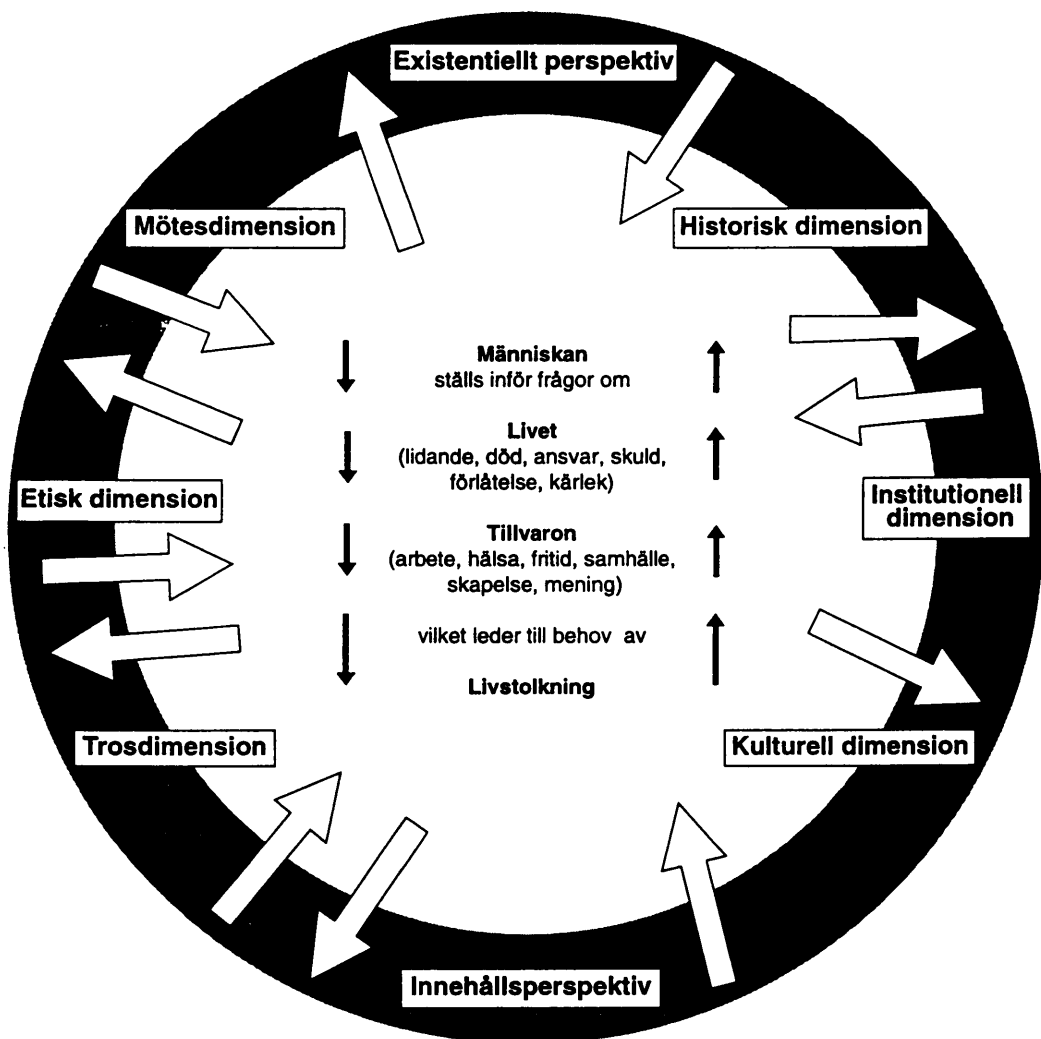 Existentiellt perspektiv
Mötesdimension
Historisk dimension
Människan
ställs inför frågor om
Livet
(lidande, död, ansvar, skuld,
förlåtelse, kärlek)
Etisk dimension
Institutionell
dimension
Tillvaron
(arbete, hälsa, fritid, samhälle,
skapelse, mening)
vilket leder till behov av
Livstolkning
Trosdimension
Kulturell dimension
Innehållsperspektiv